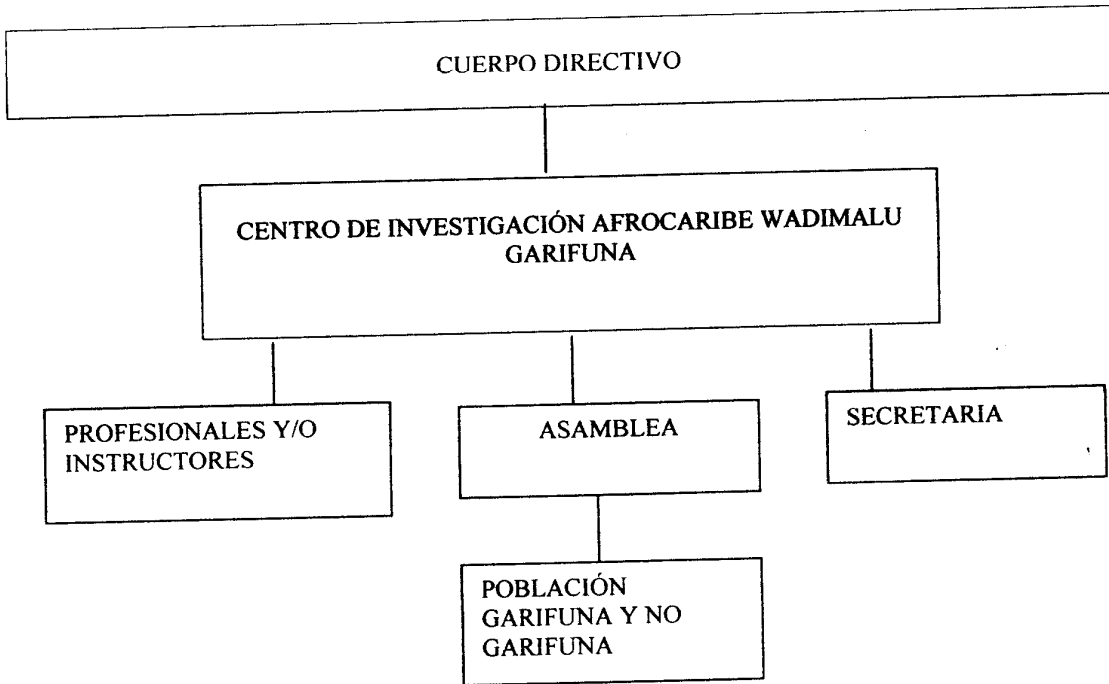 CUERPO DIRECTIVO
CENTRO DE INVESTIGACIÓN AFROCARIBE WADIMALU
GARIFUNA
PROFESIONALES Y/O
INSTRUCTORES
ASAMBLEA
SECRETARIA
POBLACIÓN
GARIFUNA Y NO
GARIFUNA